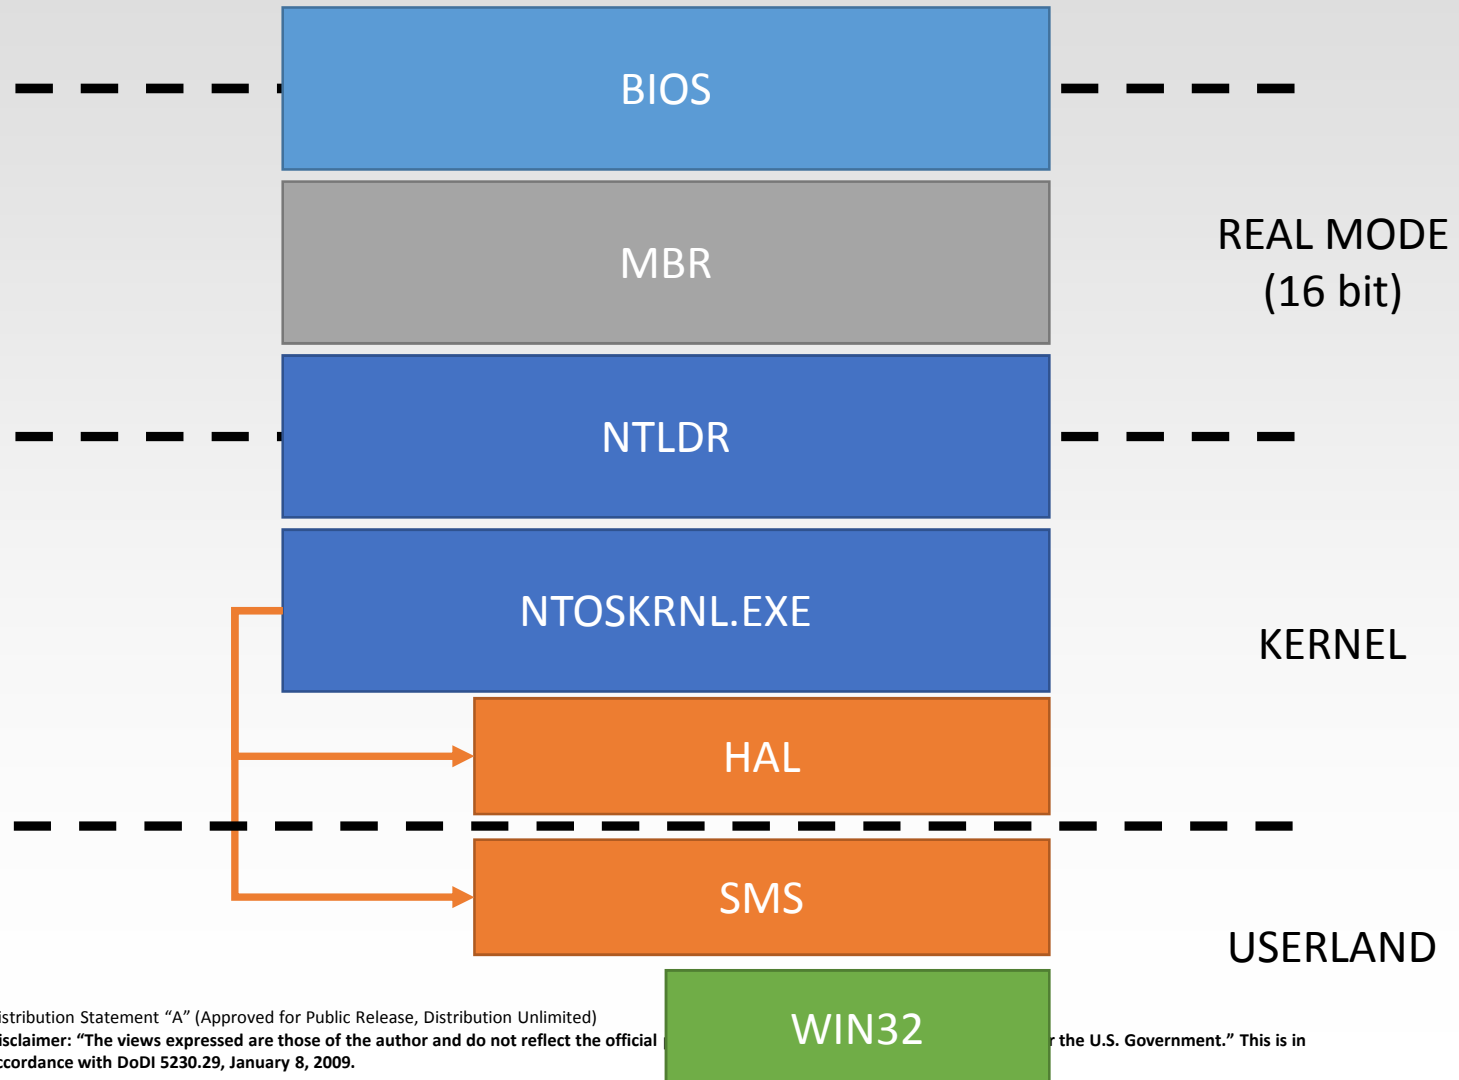 BIOS
MBR
REAL MODE
(16 bit)
NTLDR
NTOSKRNL.EXE
KERNEL
HAL
SMS
USERLAND
WIN32
istribution Statement “A” (Approved for Public Release, Distribution Unlimited)
isclaimer: “The views expressed are those of the author and do not reflect the official r the U.S. Government.” This is in
ccordance with DoDI 5230.29, January 8, 2009.